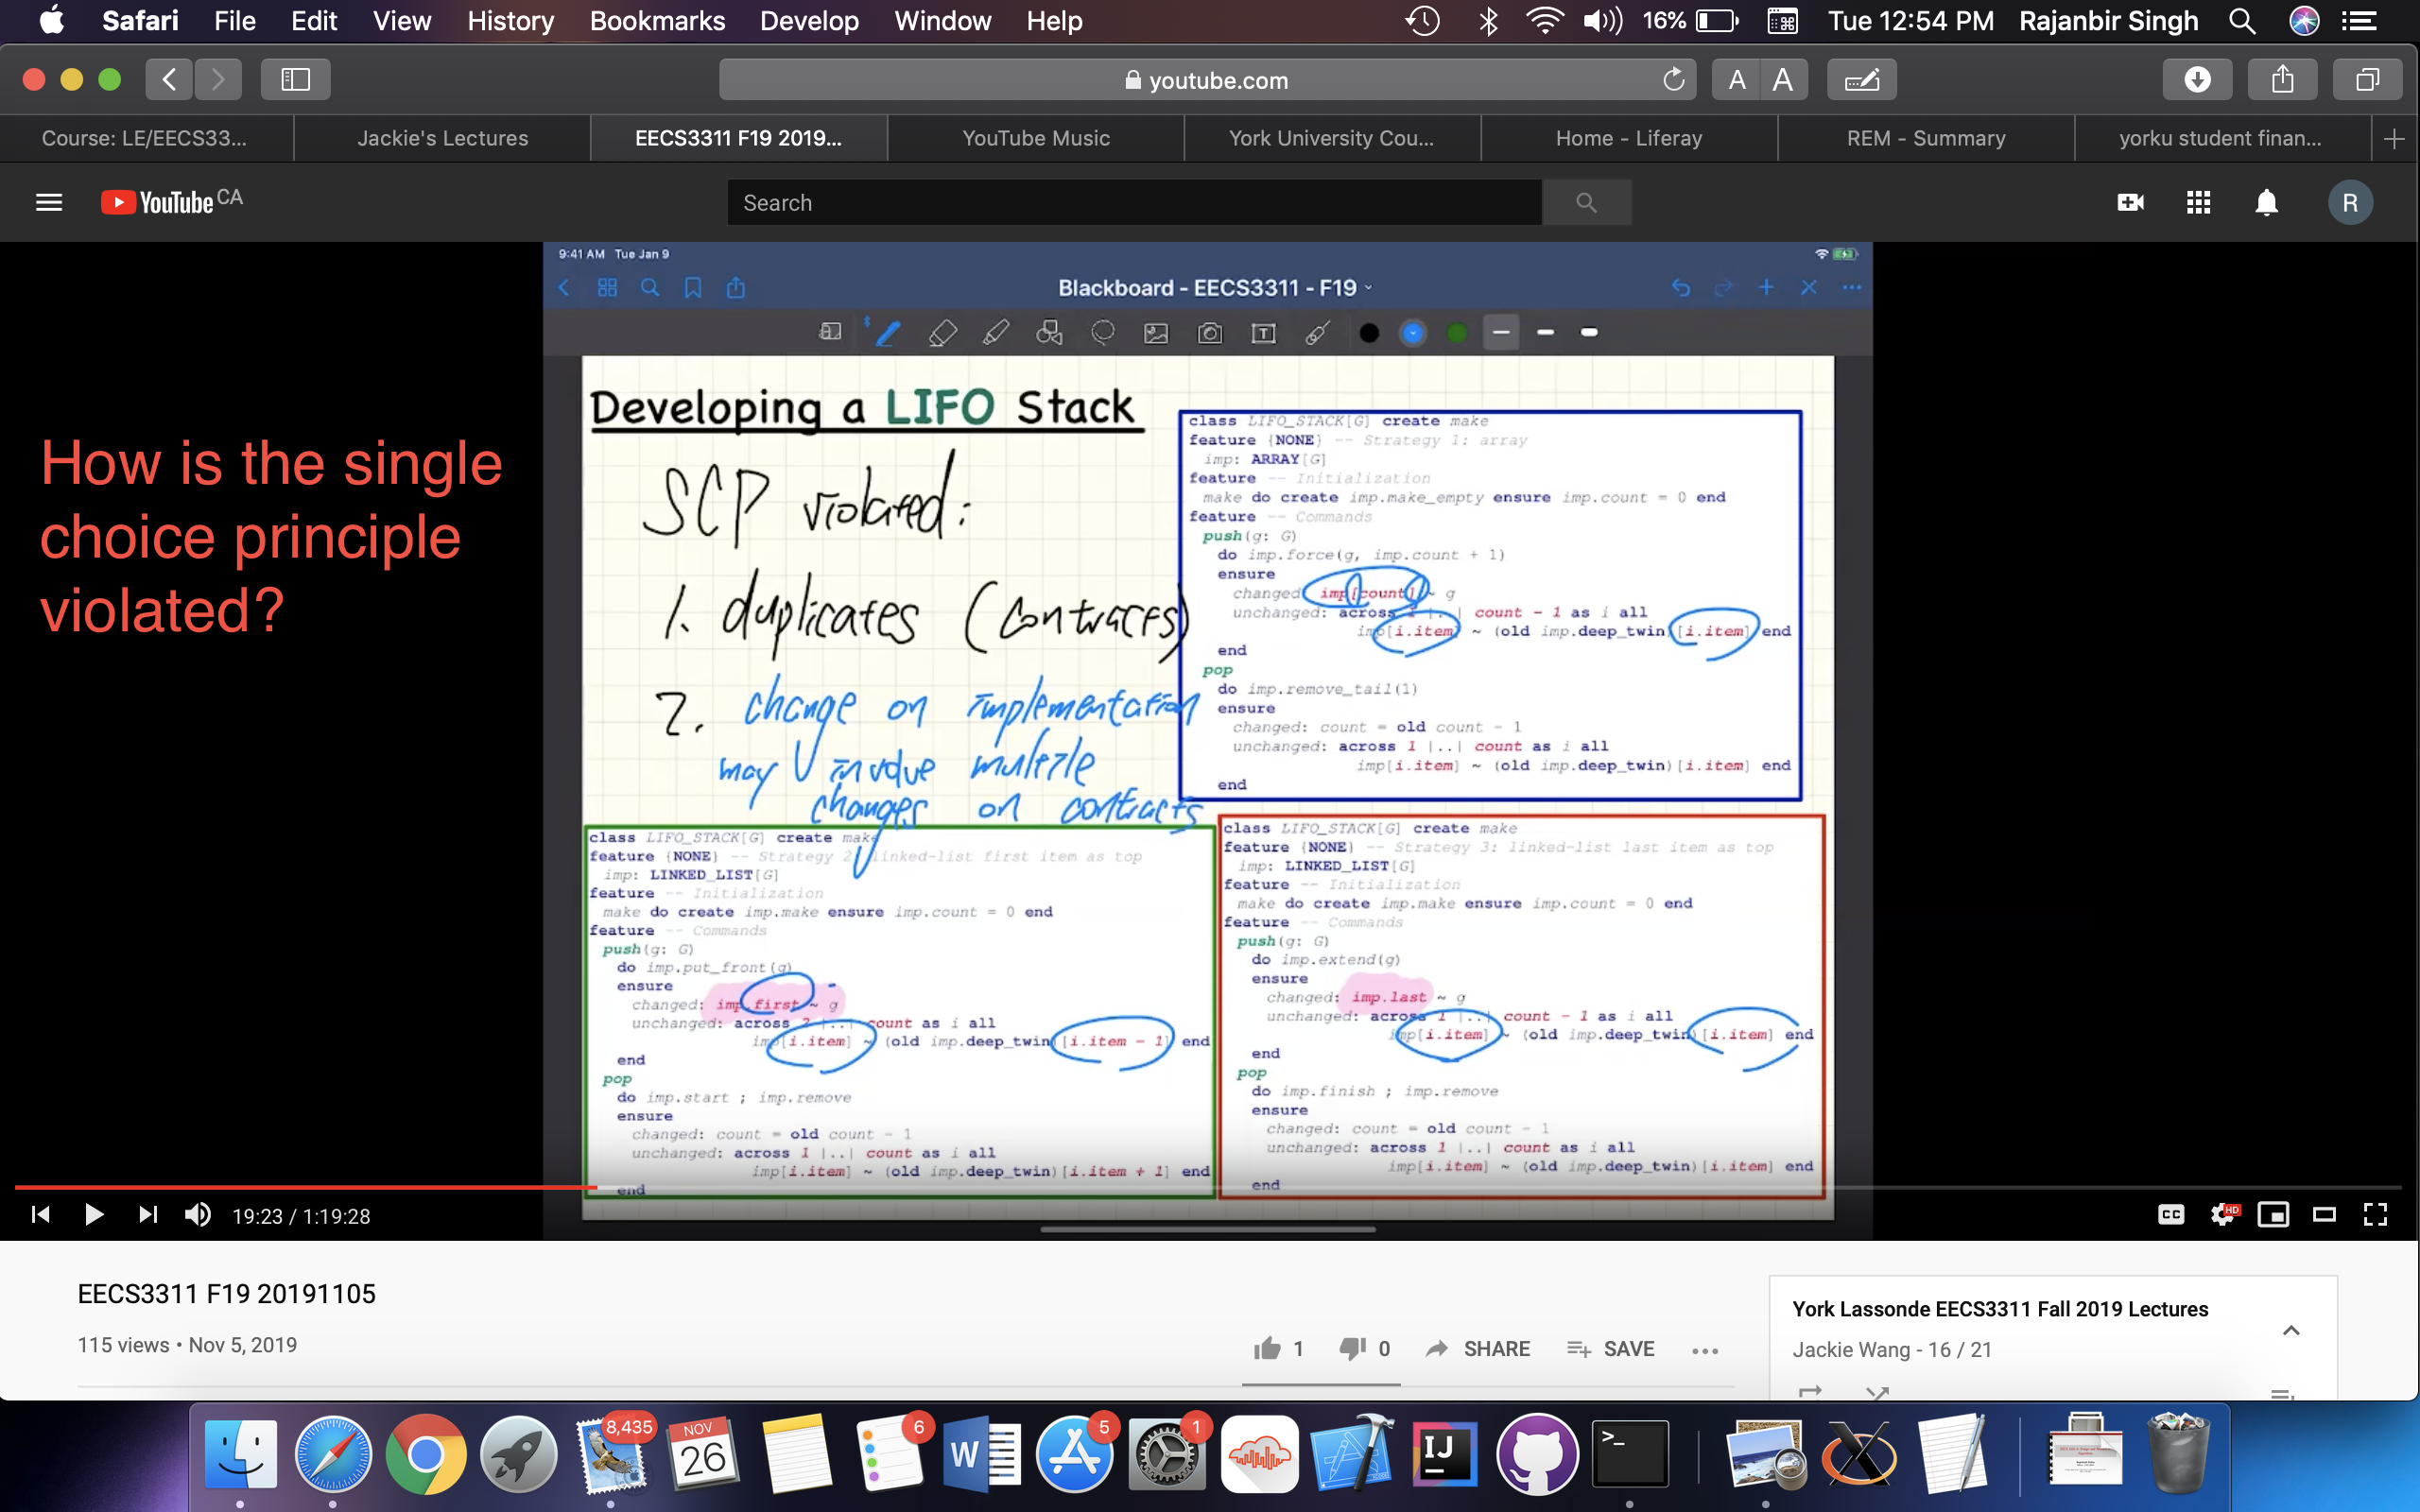 Safari File Edit View History Bookmarks Develop Window Help 16% Tue 12:54 PM Rajanbir Singh
youtube.com A A
Course: LE/EECS33... Jackie's Lectures EECS3311 F19 2019... YouTube Music York University Cou... Home - Liferay REM - Summary yorku student finan...
YouTube CA Search R
9:41 AM Tue Jan 9
Blackboard - EECS3311 - F19
Developing a LIFO Stack
How is the single
choice principle
violated?
SCP violated:
1. duplicates (contracts)
2. change on implementation
may involve multiple
changes on contracts
class LIFO_STACK[G] create make
feature {NONE} -- Strategy 1: array
imp: ARRAY[G]
feature -- Initialization
make do create imp.make_empty ensure imp.count = 0 end
feature -- Commands
push(g: G)
do imp.force(g, imp.count + 1)
ensure
changed: imp[count] ~ g
unchanged: across 1 |..| count - 1 as i all
imp[i.item] ~ (old imp.deep_twin)[i.item] end
end
pop
do imp.remove_tail(1)
ensure
changed: count = old count - 1
unchanged: across 1 |..| count as i all
imp[i.item] ~ (old imp.deep_twin)[i.item] end
end
class LIFO_STACK[G] create make
feature {NONE} -- Strategy 2: linked-list first item as top
imp: LINKED_LIST[G]
feature -- Initialization
make do create imp.make ensure imp.count = 0 end
feature -- Commands
push(g: G)
do imp.put_front(g)
ensure
changed: imp.first ~ g
unchanged: across 2 |..| count as i all
imp[i.item] ~ (old imp.deep_twin)[i.item - 1] end
end
pop
do imp.start ; imp.remove
ensure
changed: count = old count - 1
unchanged: across 1 |..| count as i all
imp[i.item] ~ (old imp.deep_twin)[i.item + 1] end
end
class LIFO_STACK[G] create make
feature {NONE} -- Strategy 3: linked-list last item as top
imp: LINKED_LIST[G]
feature -- Initialization
make do create imp.make ensure imp.count = 0 end
feature -- Commands
push(g: G)
do imp.extend(g)
ensure
changed: imp.last ~ g
unchanged: across 1 |..| count - 1 as i all
imp[i.item] ~ (old imp.deep_twin)[i.item] end
end
pop
do imp.finish ; imp.remove
ensure
changed: count = old count - 1
unchanged: across 1 |..| count as i all
imp[i.item] ~ (old imp.deep_twin)[i.item] end
end
19:23 / 1:19:28 CC HD
EECS3311 F19 20191105
115 views • Nov 5, 2019
1 0 SHARE SAVE
York Lassonde EECS3311 Fall 2019 Lectures
Jackie Wang - 16 / 21
8,435 NOV 26 6 W 5 1 IJ >_ X